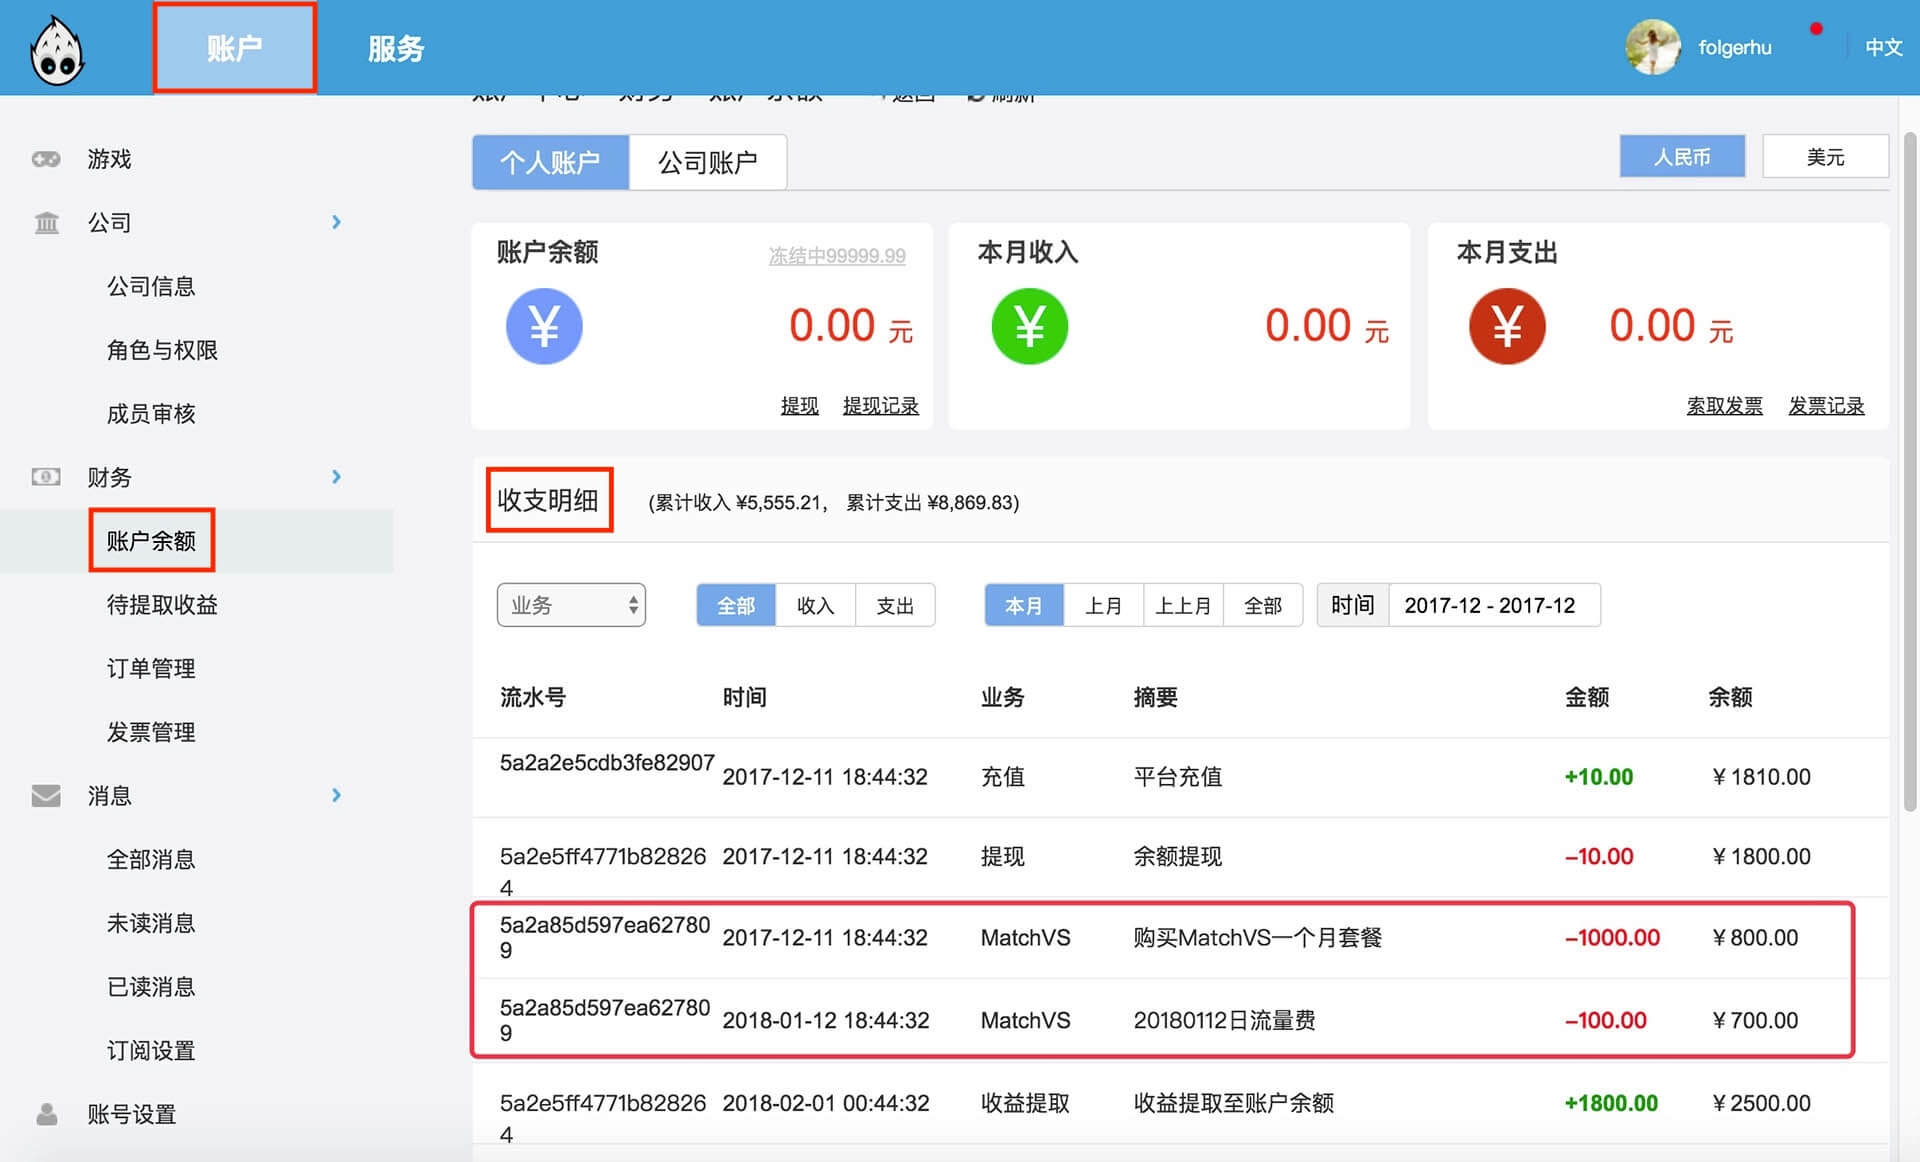 账户
服务
folgerhu
中文
返回
刷新
游戏
公司
公司信息
角色与权限
成员审核
财务
账户余额
待提取收益
订单管理
发票管理
消息
全部消息
未读消息
已读消息
订阅设置
账号设置
个人账户
公司账户
人民币
美元
账户余额
冻结中99999.99
¥
0.00 元
提现 提现记录
本月收入
¥
0.00 元
本月支出
¥
0.00 元
索取发票 发票记录
收支明细 (累计收入 ¥5,555.21, 累计支出 ¥8,869.83)
业务 全部 收入 支出 本月 上月 上上月 全部 时间 2017-12 - 2017-12
流水号 时间 业务 摘要 金额 余额
5a2a2e5cdb3fe82907 2017-12-11 18:44:32 充值 平台充值 +10.00 ¥1810.00
5a2e5ff4771b82826 2017-12-11 18:44:32 提现 余额提现 –10.00 ¥1800.00
4
5a2a85d597ea62780 2017-12-11 18:44:32 MatchVS 购买MatchVS一个月套餐 –1000.00 ¥800.00
9
5a2a85d597ea62780 2018-01-12 18:44:32 MatchVS 20180112日流量费 –100.00 ¥700.00
9
5a2e5ff4771b82826 2018-02-01 00:44:32 收益提取 收益提取至账户余额 +1800.00 ¥2500.00
4